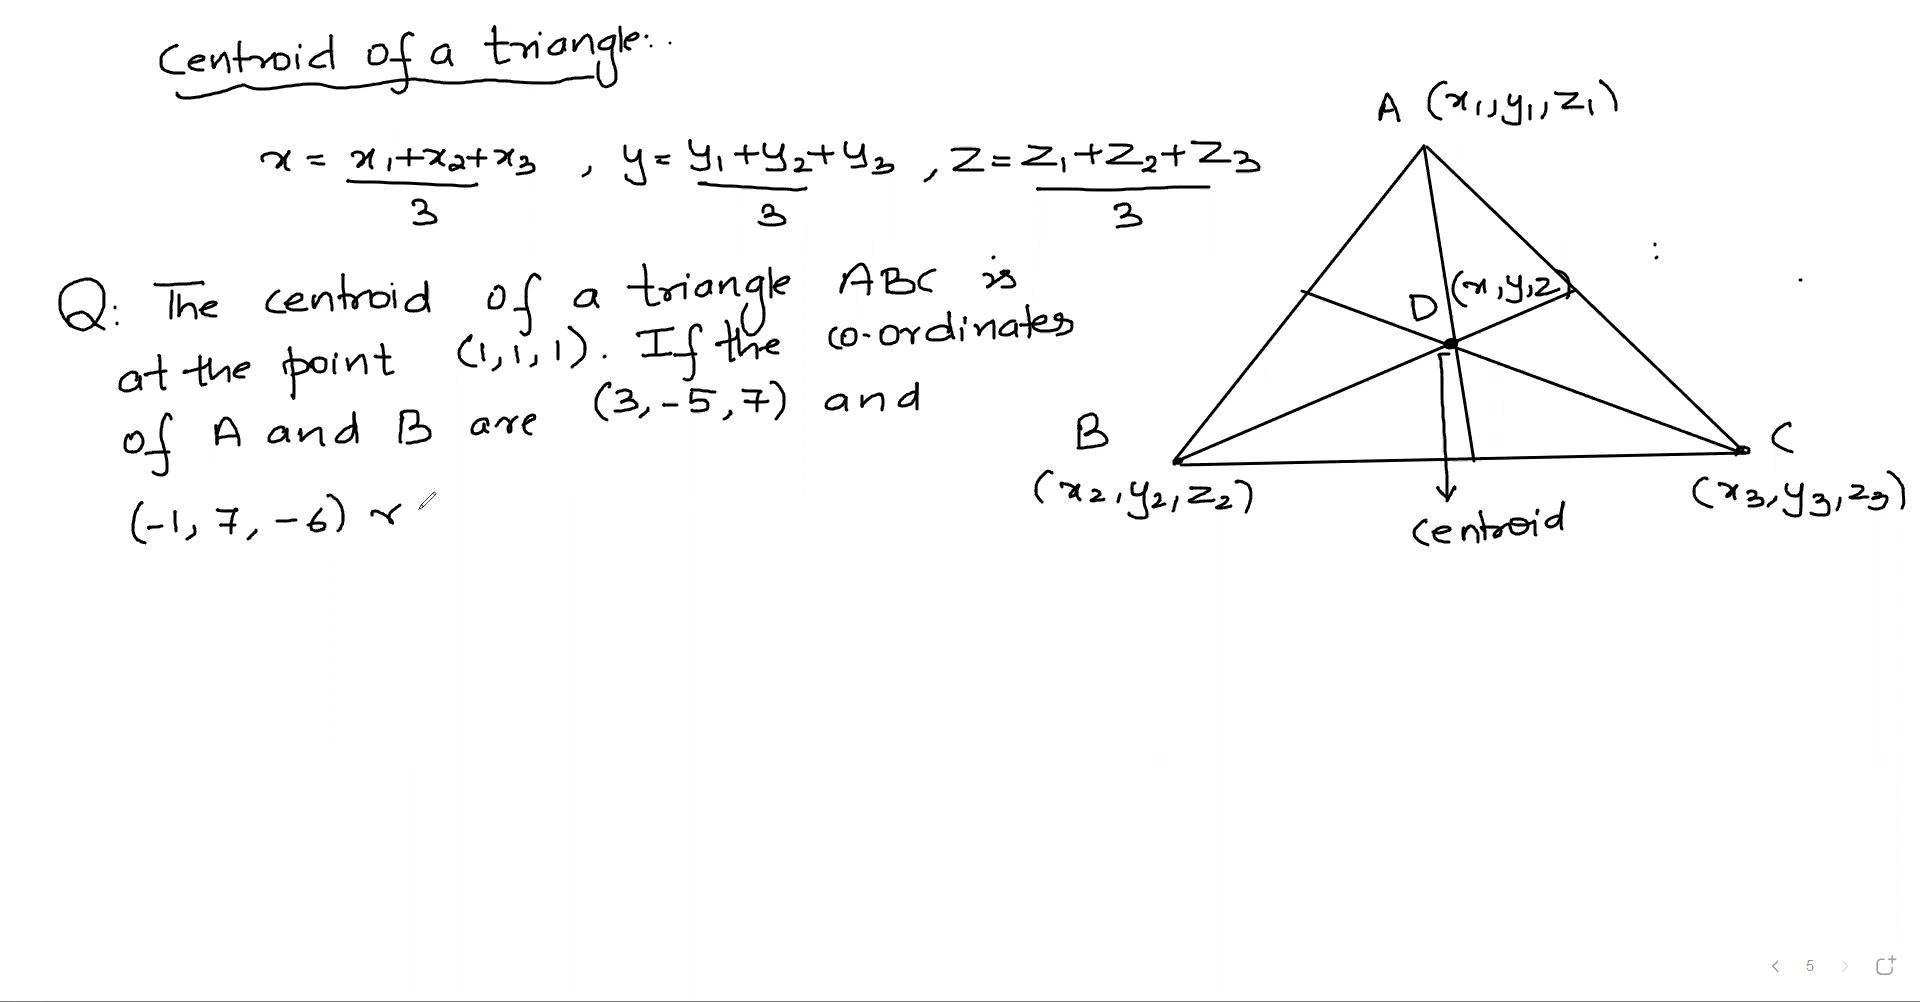 Centroid of a triangle:
x = x1+x2+x3 / 3 , y = y1+y2+y3 / 3 , z = z1+z2+z3 / 3
Q: The centroid of a triangle ABC is
at the point (1,1,1). If the co-ordinates
of A and B are (3,-5,7) and
(-1, 7, -6) r
A (x1,y1,z1)
D (x,y,z)
B
(x2,y2,z2)
C
(x3,y3,z3)
Centroid
5